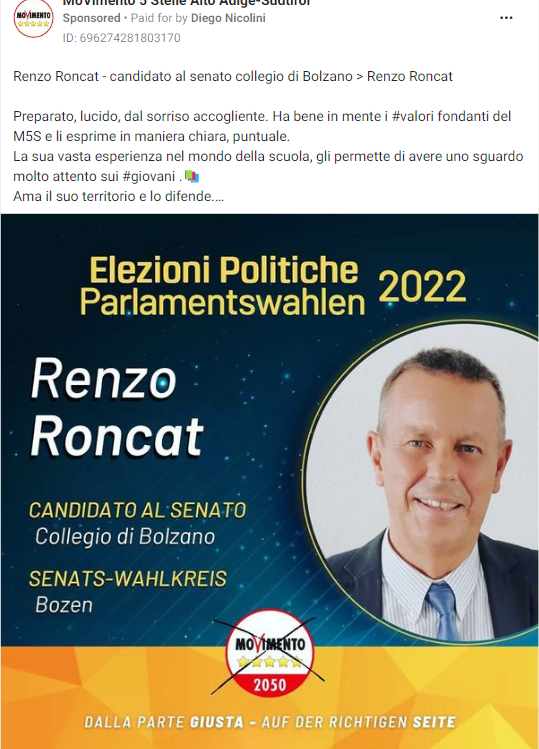 MOVIMENTO
MoVimento 5 Stelle Alto Adige-Südtirol
Sponsored • Paid for by Diego Nicolini
ID: 696274281803170
Renzo Roncat - candidato al senato collegio di Bolzano > Renzo Roncat
Preparato, lucido, dal sorriso accogliente. Ha bene in mente i #valori fondanti del
M5S e li esprime in maniera chiara, puntuale.
La sua vasta esperienza nel mondo della scuola, gli permette di avere uno sguardo
molto attento sui #giovani .
Ama il suo territorio e lo difende....
Elezioni Politiche
Parlamentswahlen 2022
Renzo
Roncat
CANDIDATO AL SENATO
Collegio di Bolzano
SENATS-WAHLKREIS
Bozen
MOVIMENTO
2050
DALLA PARTE GIUSTA - AUF DER RICHTIGEN SEITE